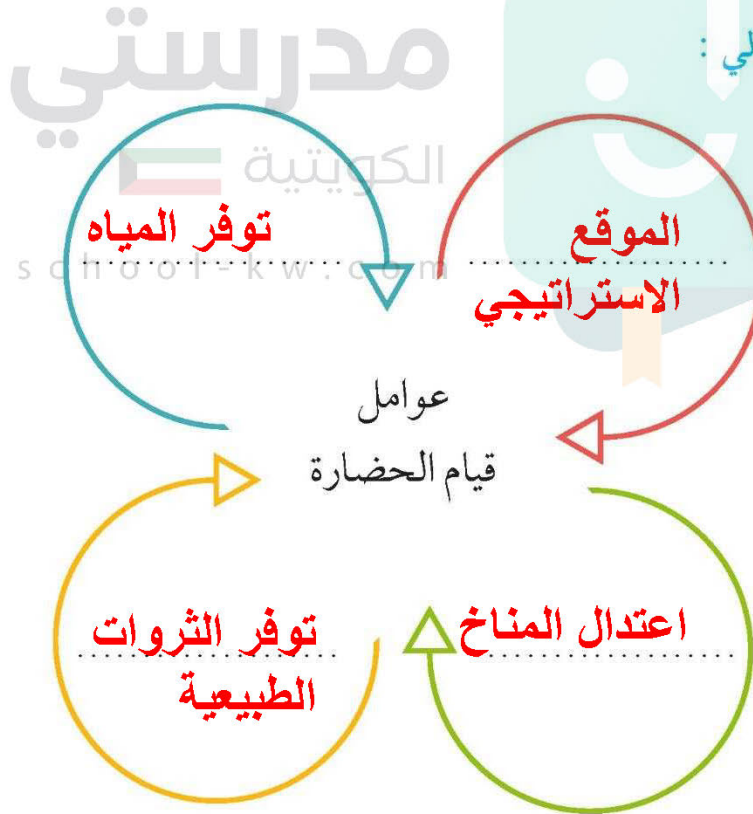 لي :
مدرستي
الكويتية
school-kw.com
الموقع
الاستراتيجي
توفر المياه
عوامل
قيام الحضارة
اعتدال المناخ
توفر الثروات
الطبيعية